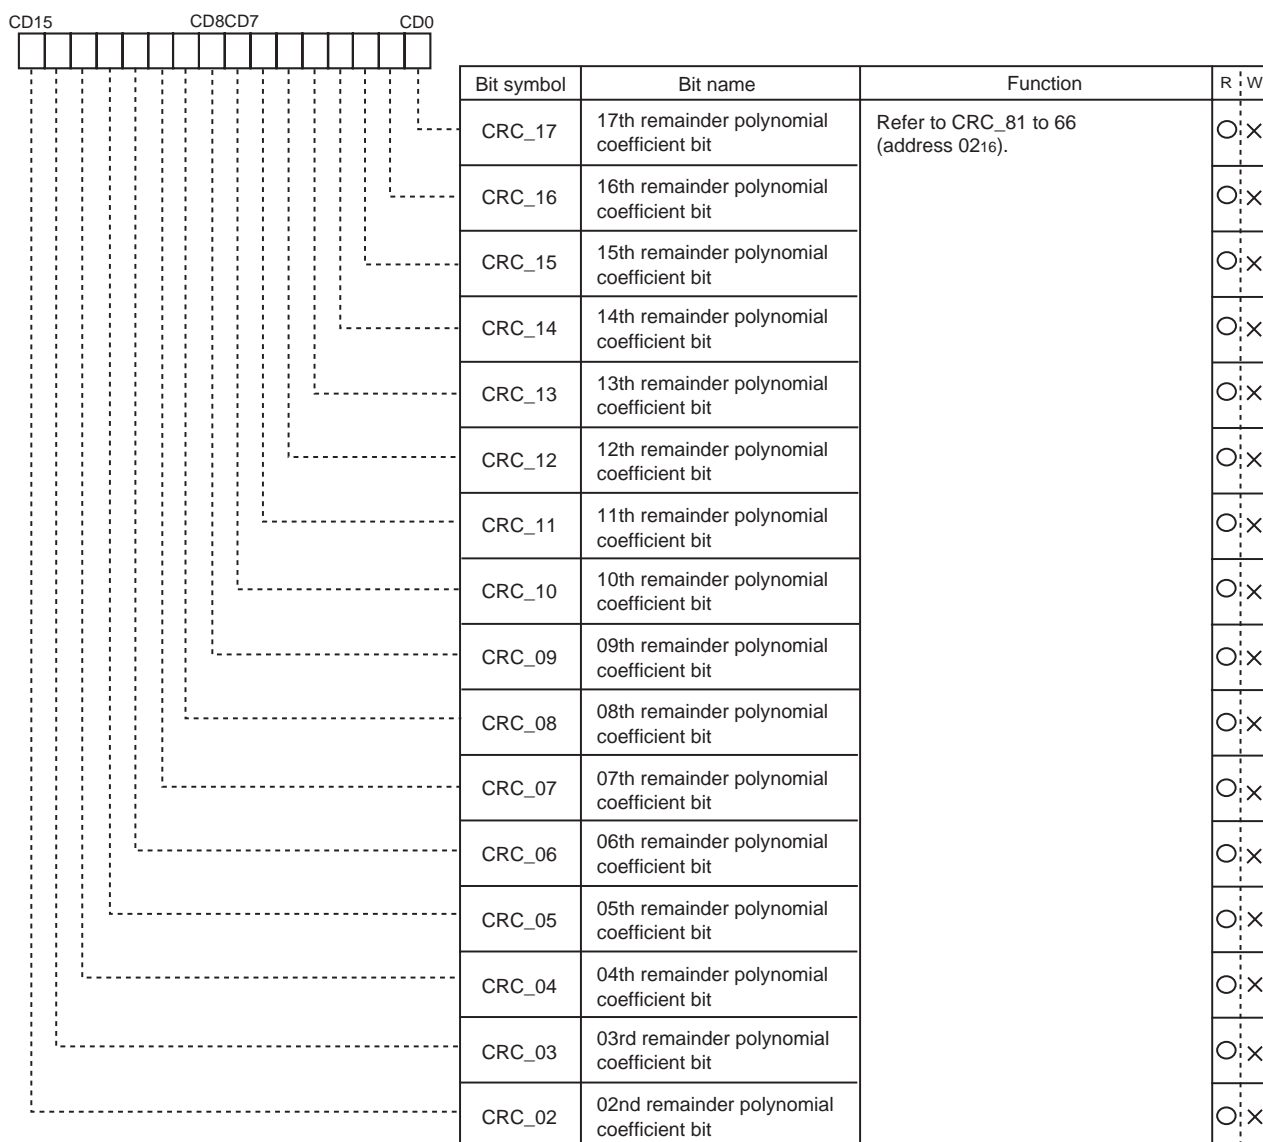 CD15 CD8CD7 CD0
Bit symbol Bit name Function R W
CRC_17 17th remainder polynomial coefficient bit Refer to CRC_81 to 66 (address 0216).
CRC_16 16th remainder polynomial coefficient bit
CRC_15 15th remainder polynomial coefficient bit
CRC_14 14th remainder polynomial coefficient bit
CRC_13 13th remainder polynomial coefficient bit
CRC_12 12th remainder polynomial coefficient bit
CRC_11 11th remainder polynomial coefficient bit
CRC_10 10th remainder polynomial coefficient bit
CRC_09 09th remainder polynomial coefficient bit
CRC_08 08th remainder polynomial coefficient bit
CRC_07 07th remainder polynomial coefficient bit
CRC_06 06th remainder polynomial coefficient bit
CRC_05 05th remainder polynomial coefficient bit
CRC_04 04th remainder polynomial coefficient bit
CRC_03 03rd remainder polynomial coefficient bit
CRC_02 02nd remainder polynomial coefficient bit